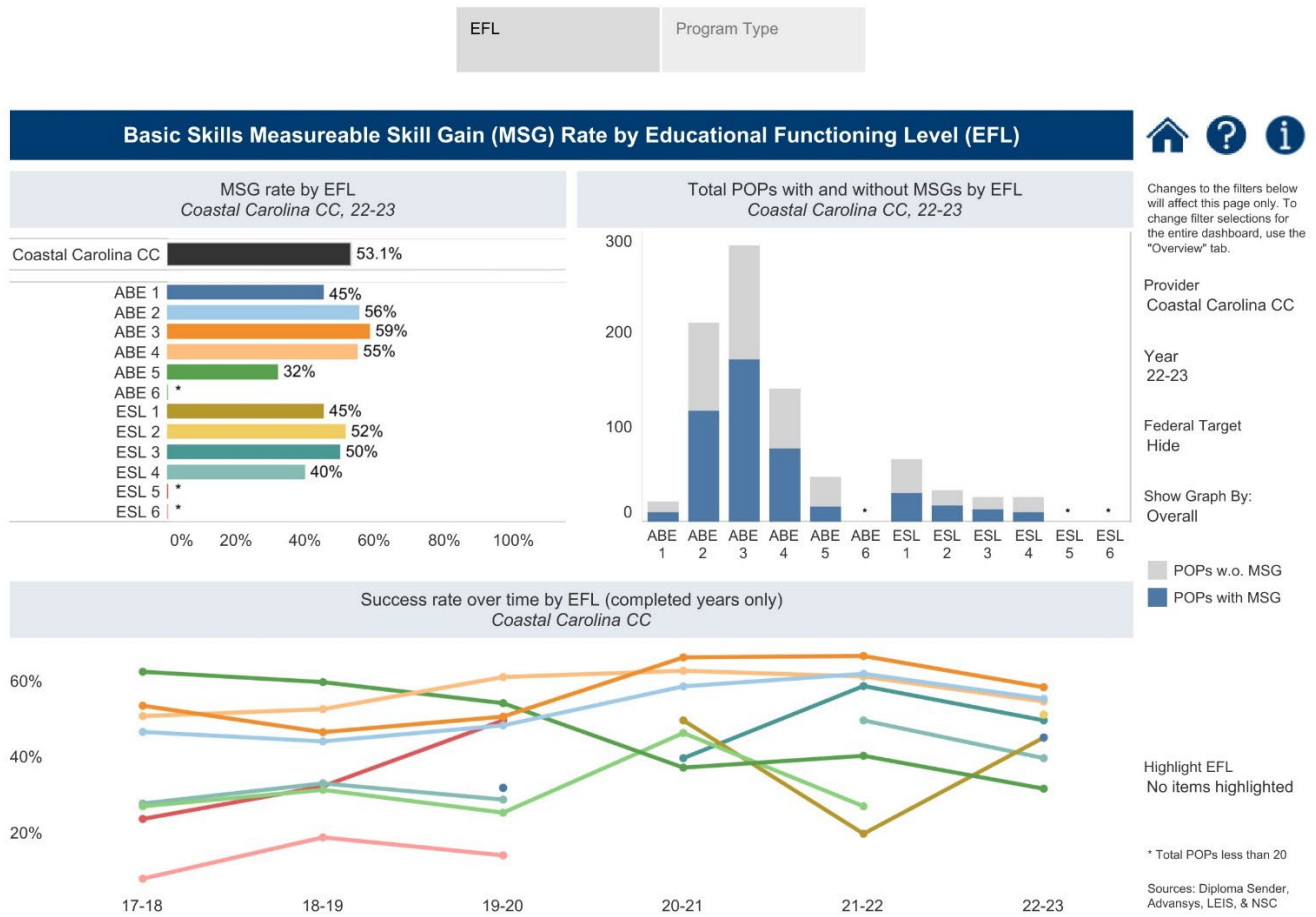 EFL
Program Type
Basic Skills Measureable Skill Gain (MSG) Rate by Educational Functioning Level (EFL)
MSG rate by EFL
Coastal Carolina CC, 22-23
Coastal Carolina CC 53.1%
ABE 1 45%
ABE 2 56%
ABE 3 59%
ABE 4 55%
ABE 5 32%
ABE 6 *
ESL 1 45%
ESL 2 52%
ESL 3 50%
ESL 4 40%
ESL 5 *
ESL 6 *
0% 20% 40% 60% 80% 100%
Total POPs with and without MSGs by EFL
Coastal Carolina CC, 22-23
300
200
100
0
* * *
ABE ABE ABE ABE ABE ABE ESL ESL ESL ESL ESL ESL
1 2 3 4 5 6 1 2 3 4 5 6
Changes to the filters below
will affect this page only. To
change filter selections for
the entire dashboard, use the
"Overview" tab.
Provider
Coastal Carolina CC
Year
22-23
Federal Target
Hide
Show Graph By:
Overall
POPs w.o. MSG
POPs with MSG
Success rate over time by EFL (completed years only)
Coastal Carolina CC
60%
40%
20%
17-18 18-19 19-20 20-21 21-22 22-23
Highlight EFL
No items highlighted
* Total POPs less than 20
Sources: Diploma Sender,
Advansys, LEIS, & NSC